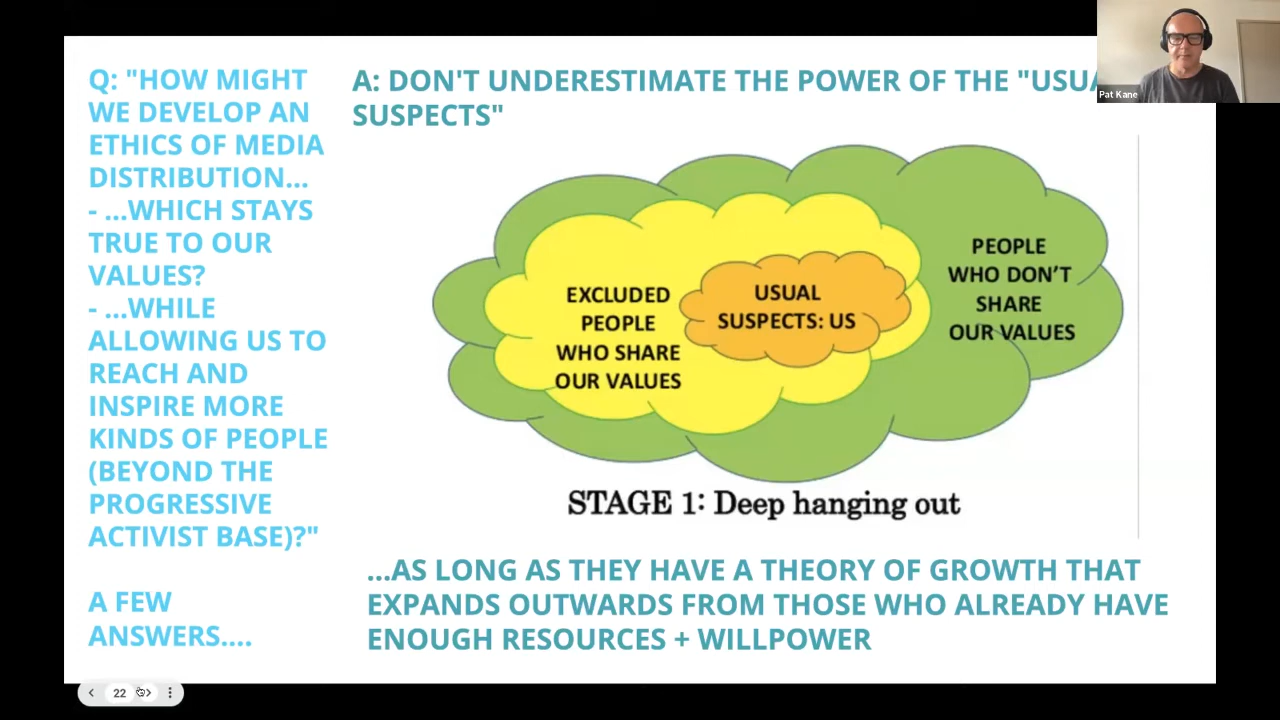 Q: "HOW MIGHT
WE DEVELOP AN
ETHICS OF MEDIA
DISTRIBUTION...
- ...WHICH STAYS
TRUE TO OUR
VALUES?
- ...WHILE
ALLOWING US TO
REACH AND
INSPIRE MORE
KINDS OF PEOPLE
(BEYOND THE
PROGRESSIVE
ACTIVIST BASE)?"
A FEW
ANSWERS....
A: DON'T UNDERESTIMATE THE POWER OF THE
SUSPECTS"
EXCLUDED
PEOPLE
WHO SHARE
OUR VALUES
USUAL
SUSPECTS: US
PEOPLE
WHO DON'T
SHARE
OUR VALUES
STAGE 1: Deep hanging out
...AS LONG AS THEY HAVE A THEORY OF GROWTH THAT
EXPANDS OUTWARDS FROM THOSE WHO ALREADY HAVE
ENOUGH RESOURCES + WILLPOWER
Pat Kane
22